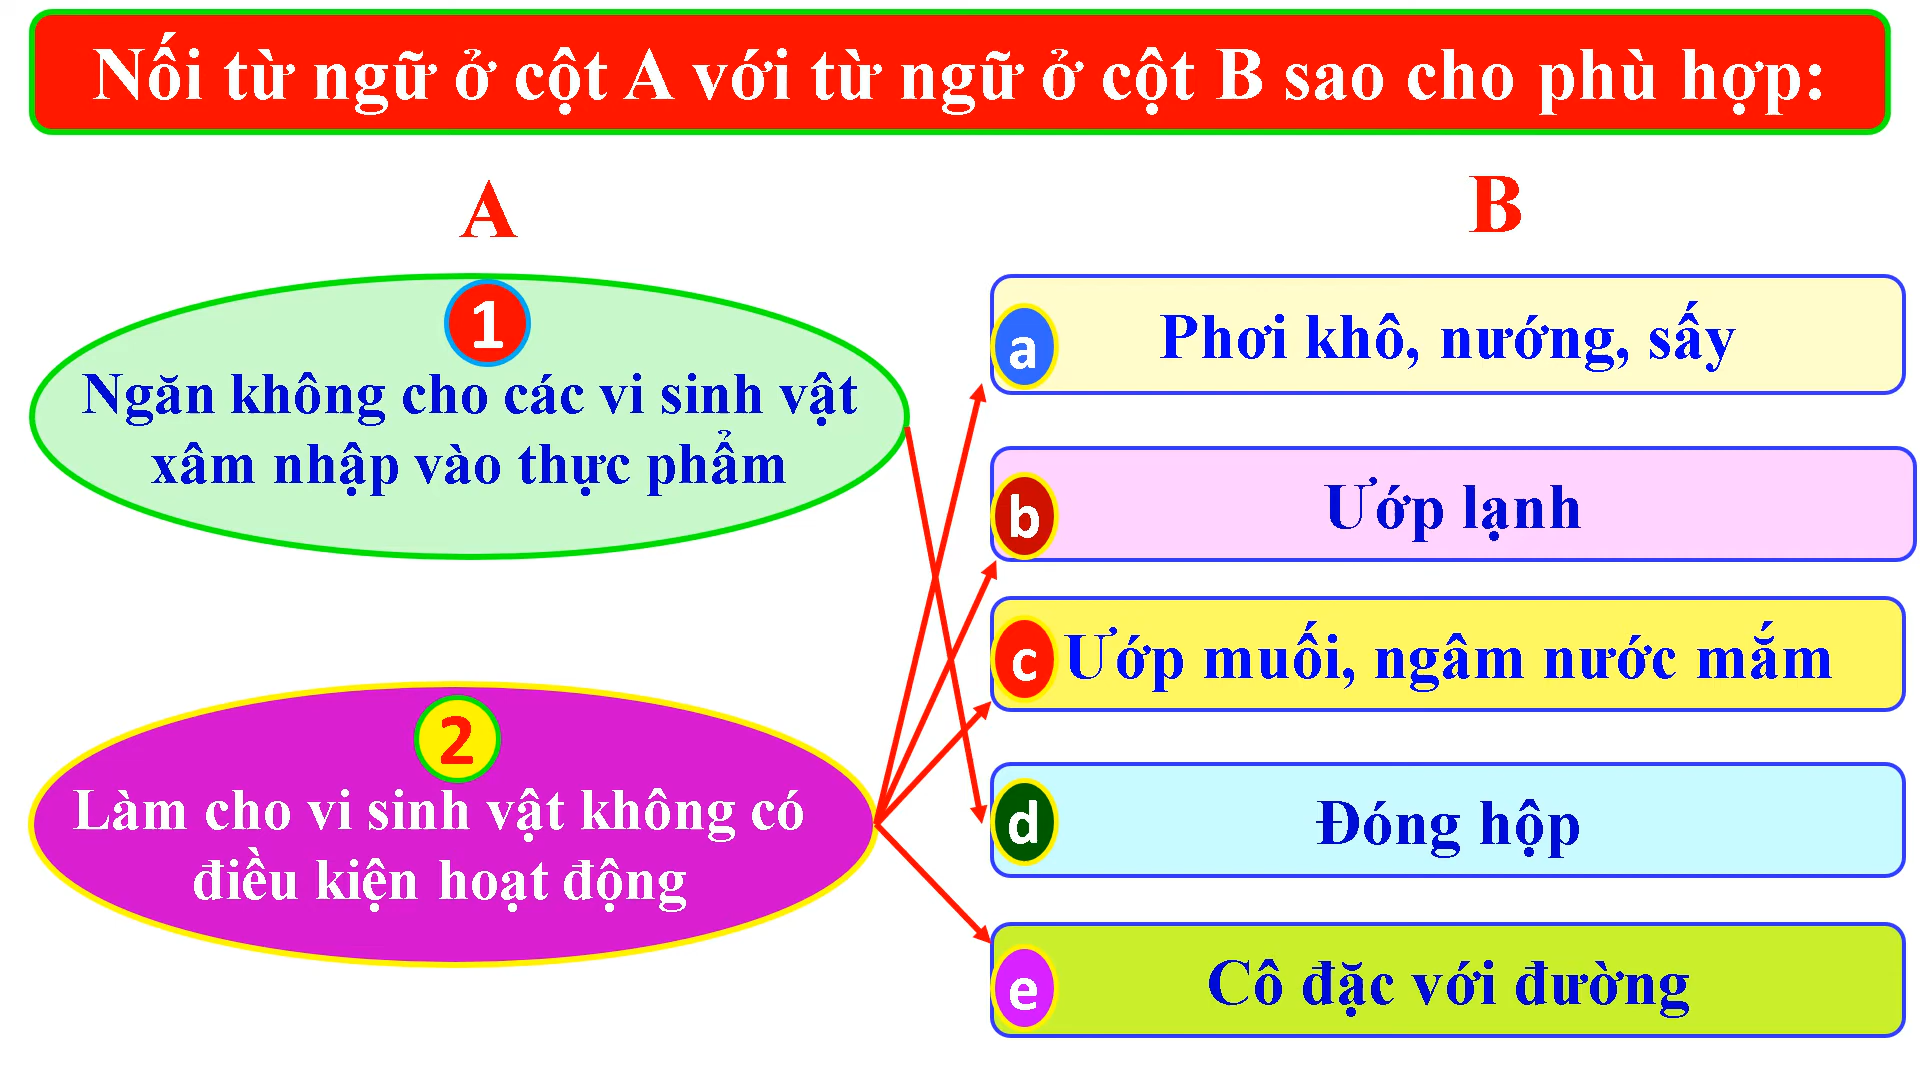 Nối từ ngữ ở cột A với từ ngữ ở cột B sao cho phù hợp:
A
B
1
Ngăn không cho các vi sinh vật
xâm nhập vào thực phẩm
2
Làm cho vi sinh vật không có
điều kiện hoạt động
a Phơi khô, nướng, sấy
b Ướp lạnh
c Ướp muối, ngâm nước mắm
d Đóng hộp
e Cô đặc với đường